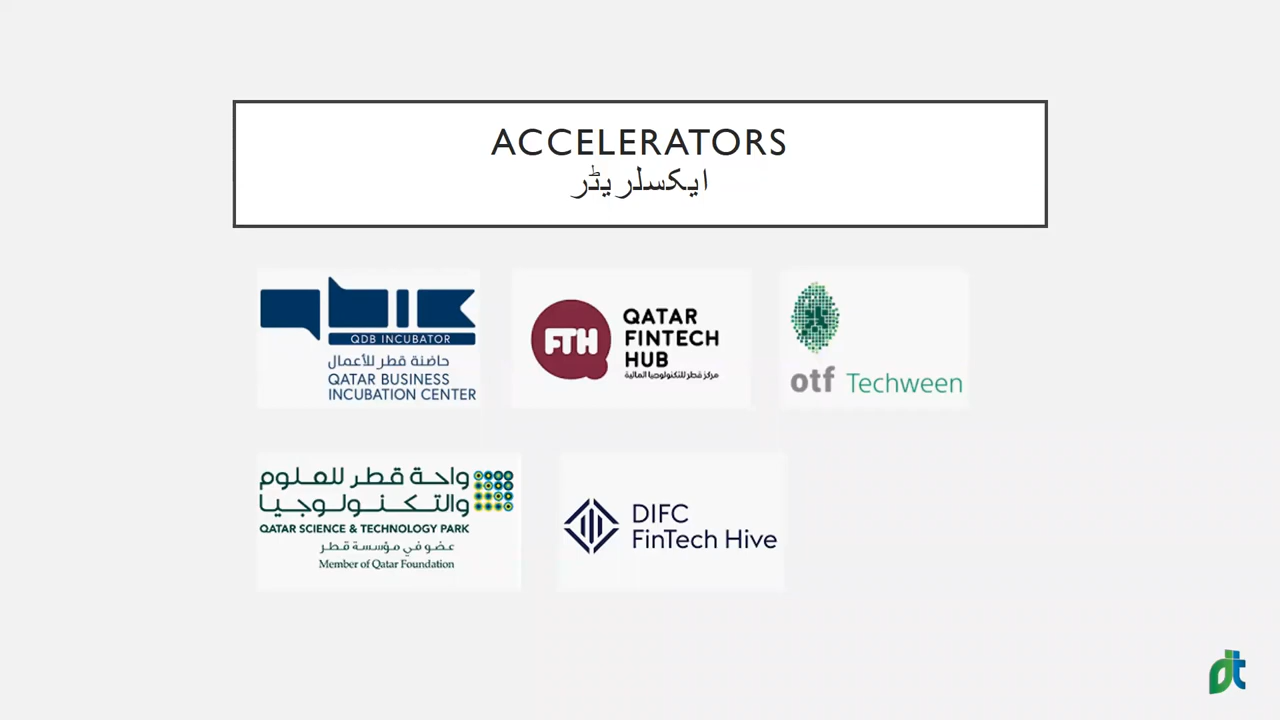 ACCELERATORS
ایکسلریٹر
QDB INCUBATOR
حاضنة قطر للأعمال
QATAR BUSINESS
INCUBATION CENTER
FTH
QATAR
FINTECH
HUB
مركز قطر للتكنولوجيا المالية
otf Techween
واحة قطر للعلوم
والتكنولوجيا
QATAR SCIENCE & TECHNOLOGY PARK
عضو في مؤسسة قطر
Member of Qatar Foundation
DIFC
FinTech Hive